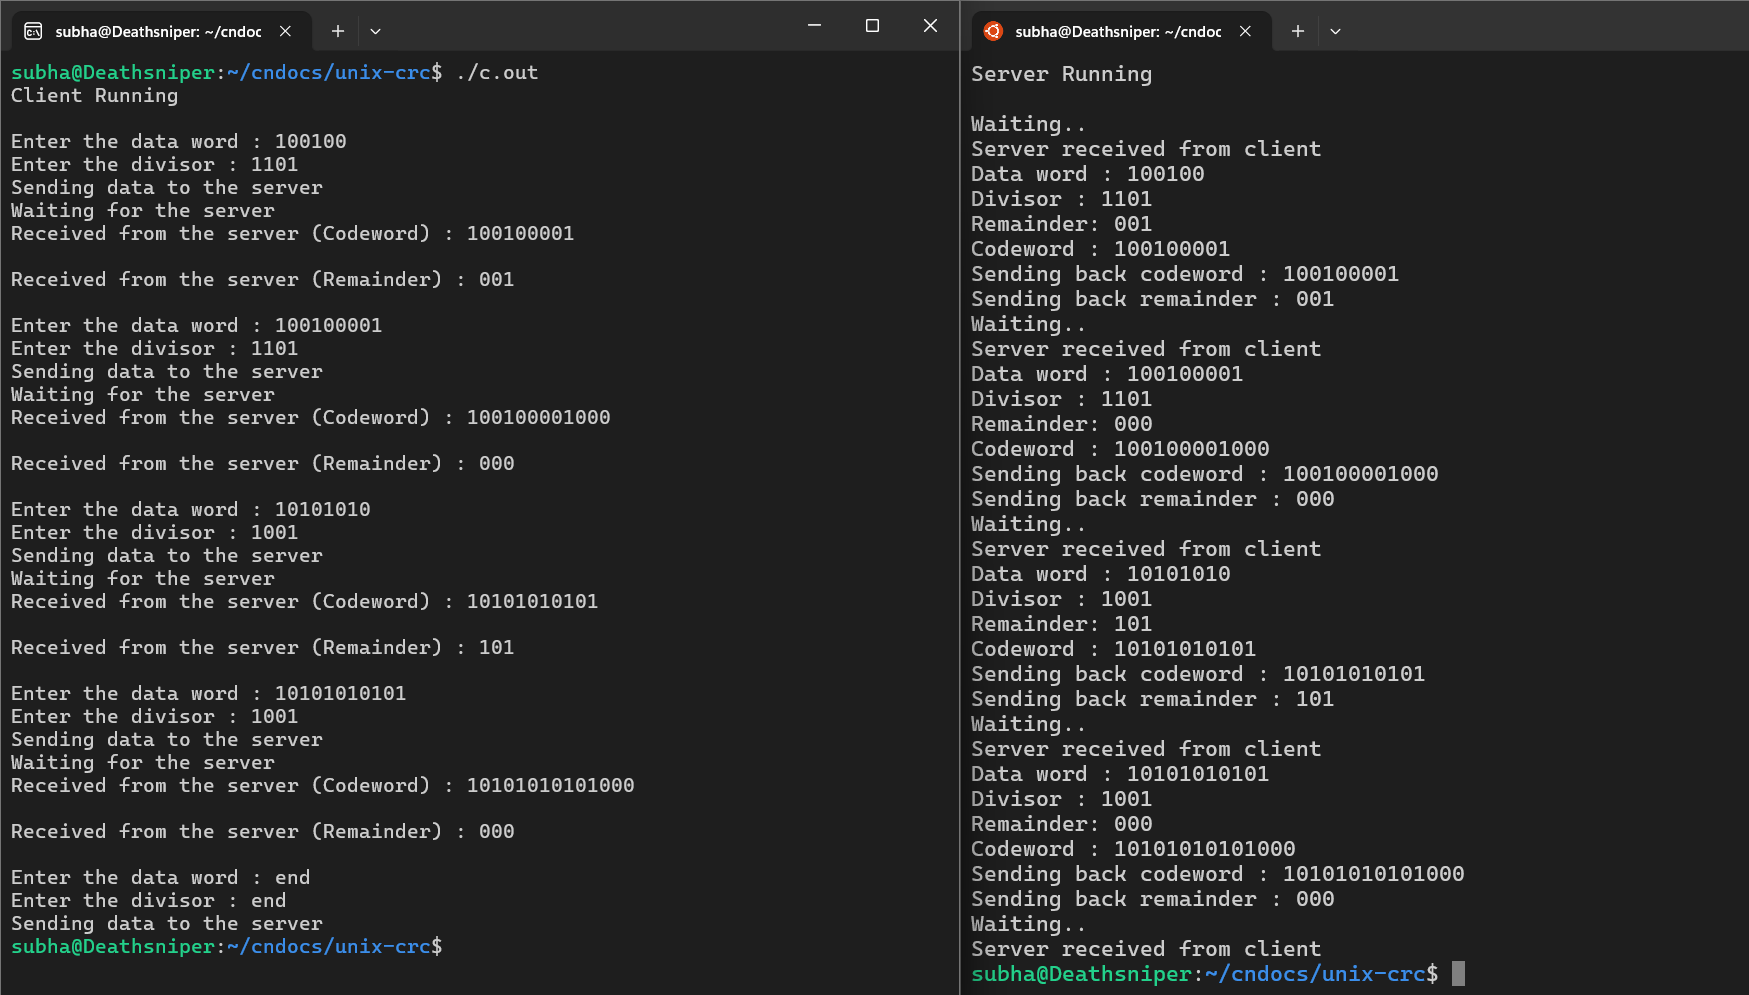 subha@Deathsniper: ~/cndoc
subha@Deathsniper:~/cndocs/unix-crc$ ./c.out
Client Running
Enter the data word : 100100
Enter the divisor : 1101
Sending data to the server
Waiting for the server
Received from the server (Codeword) : 100100001
Received from the server (Remainder) : 001
Enter the data word : 100100001
Enter the divisor : 1101
Sending data to the server
Waiting for the server
Received from the server (Codeword) : 100100001000
Received from the server (Remainder) : 000
Enter the data word : 10101010
Enter the divisor : 1001
Sending data to the server
Waiting for the server
Received from the server (Codeword) : 10101010101
Received from the server (Remainder) : 101
Enter the data word : 10101010101
Enter the divisor : 1001
Sending data to the server
Waiting for the server
Received from the server (Codeword) : 10101010101000
Received from the server (Remainder) : 000
Enter the data word : end
Enter the divisor : end
Sending data to the server
subha@Deathsniper:~/cndocs/unix-crc$
subha@Deathsniper: ~/cndoc
Server Running
Waiting..
Server received from client
Data word : 100100
Divisor : 1101
Remainder: 001
Codeword : 100100001
Sending back codeword : 100100001
Sending back remainder : 001
Waiting..
Server received from client
Data word : 100100001
Divisor : 1101
Remainder: 000
Codeword : 100100001000
Sending back codeword : 100100001000
Sending back remainder : 000
Waiting..
Server received from client
Data word : 10101010
Divisor : 1001
Remainder: 101
Codeword : 10101010101
Sending back codeword : 10101010101
Sending back remainder : 101
Waiting..
Server received from client
Data word : 10101010101
Divisor : 1001
Remainder: 000
Codeword : 10101010101000
Sending back codeword : 10101010101000
Sending back remainder : 000
Waiting..
Server received from client
subha@Deathsniper:~/cndocs/unix-crc$